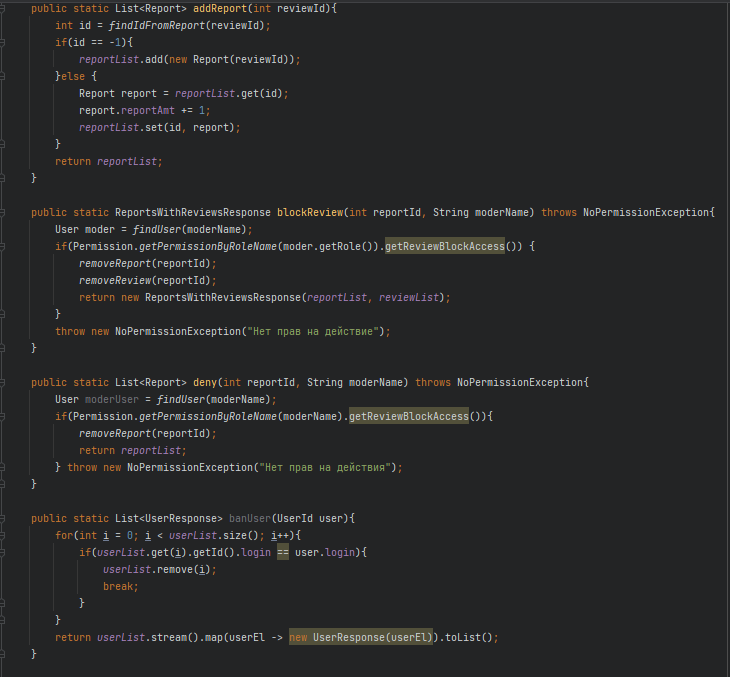 public static List<Report> addReport(int reviewId){
int id = findIdFromReport(reviewId);
if(id == -1){
reportList.add(new Report(reviewId));
}else {
Report report = reportList.get(id);
report.reportAmt += 1;
reportList.set(id, report);
}
return reportList;
}
public static ReportsWithReviewsResponse blockReview(int reportId, String moderName) throws NoPermissionException{
User moder = findUser(moderName);
if(Permission.getPermissionByRoleName(moder.getRole()).getReviewBlockAccess()) {
removeReport(reportId);
removeReview(reportId);
return new ReportsWithReviewsResponse(reportList, reviewList);
}
throw new NoPermissionException("Нет прав на действие");
}
public static List<Report> deny(int reportId, String moderName) throws NoPermissionException{
User moderUser = findUser(moderName);
if(Permission.getPermissionByRoleName(moderName).getReviewBlockAccess()){
removeReport(reportId);
return reportList;
} throw new NoPermissionException("Нет прав на действия");
}
public static List<UserResponse> banUser(UserId user){
for(int i = 0; i < userList.size(); i++){
if(userList.get(i).getId().login == user.login){
userList.remove(i);
break;
}
}
return userList.stream().map(userEl -> new UserResponse(userEl)).toList();
}